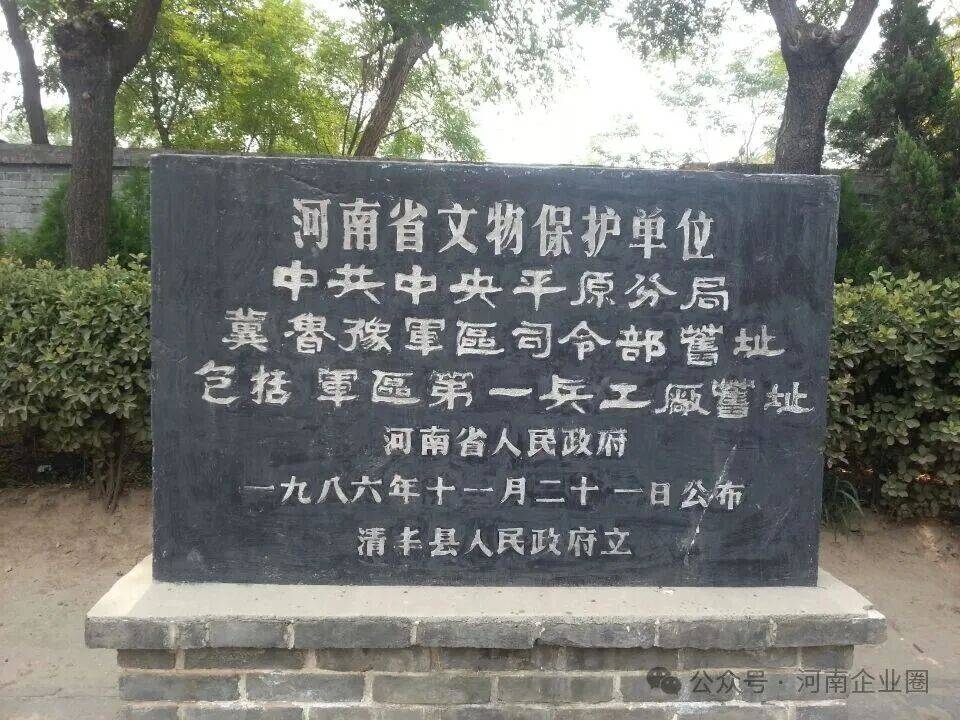 河南省文物保护单位
中共中央平原分局
冀魯豫軍區司令部舊址
包括軍區第一兵工廠舊址
河南省人民政府
一九八六年十一月二十一日公布
清丰县人民政府立
公众号·河南企业圈